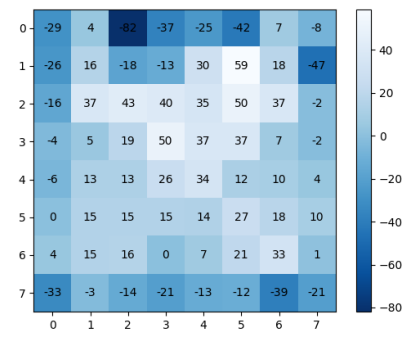 0 -29 4 -82 -37 -25 -42 7 -8
1 -26 16 -18 -13 30 59 18 -47
2 -16 37 43 40 35 50 37 -2
3 -4 5 19 50 37 37 7 -2
4 -6 13 13 26 34 12 10 4
5 0 15 15 15 14 27 18 10
6 4 15 16 0 7 21 33 1
7 -33 -3 -14 -21 -13 -12 -39 -21
0 1 2 3 4 5 6 7
40
20
0
−20
−40
−60
−80